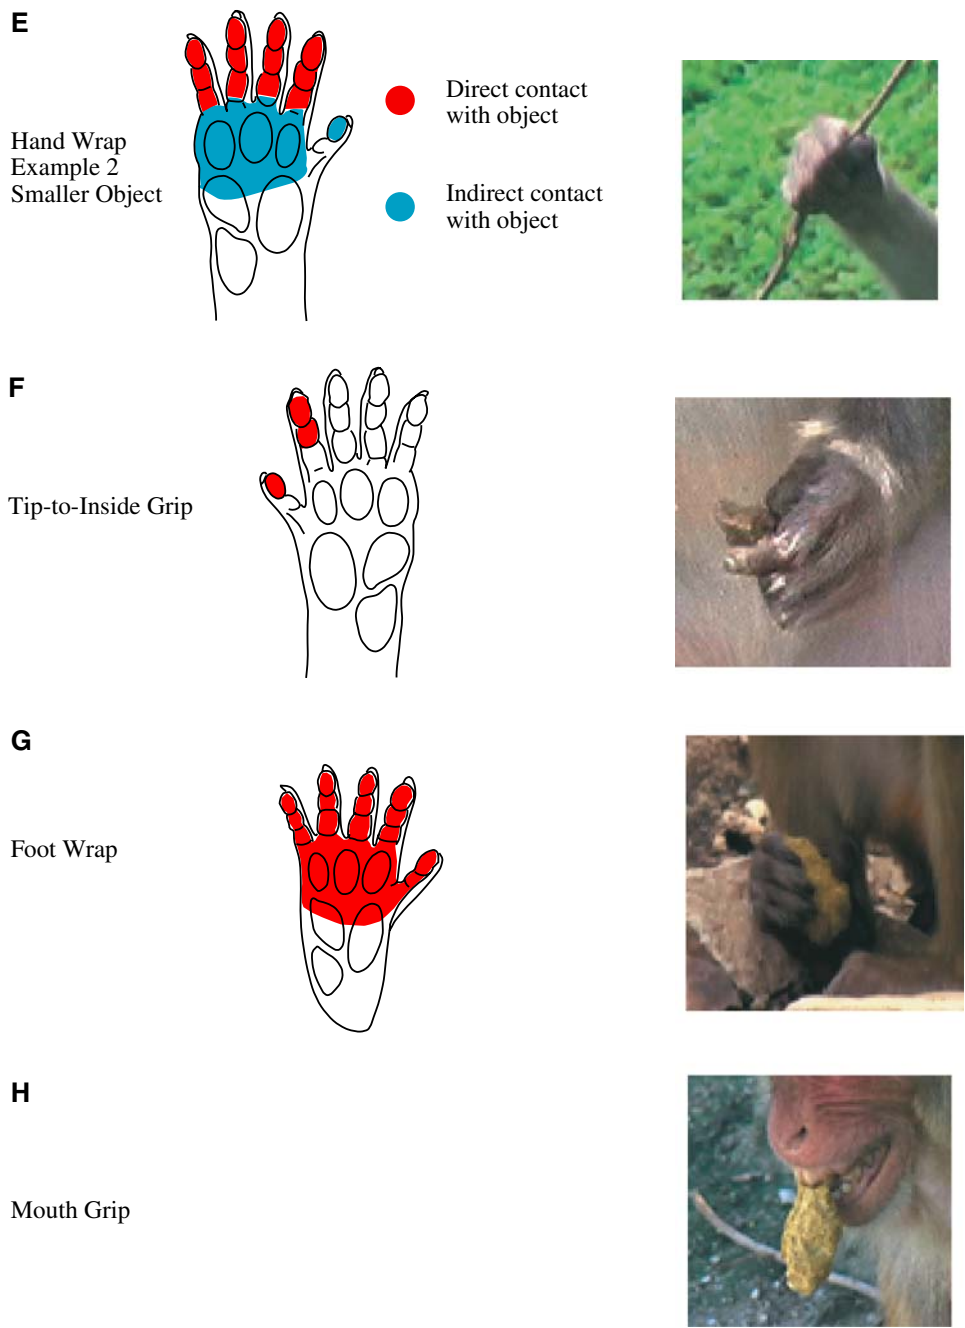 E
Hand Wrap
Example 2
Smaller Object
Direct contact
with object
Indirect contact
with object
F
Tip-to-Inside Grip
G
Foot Wrap
H
Mouth Grip